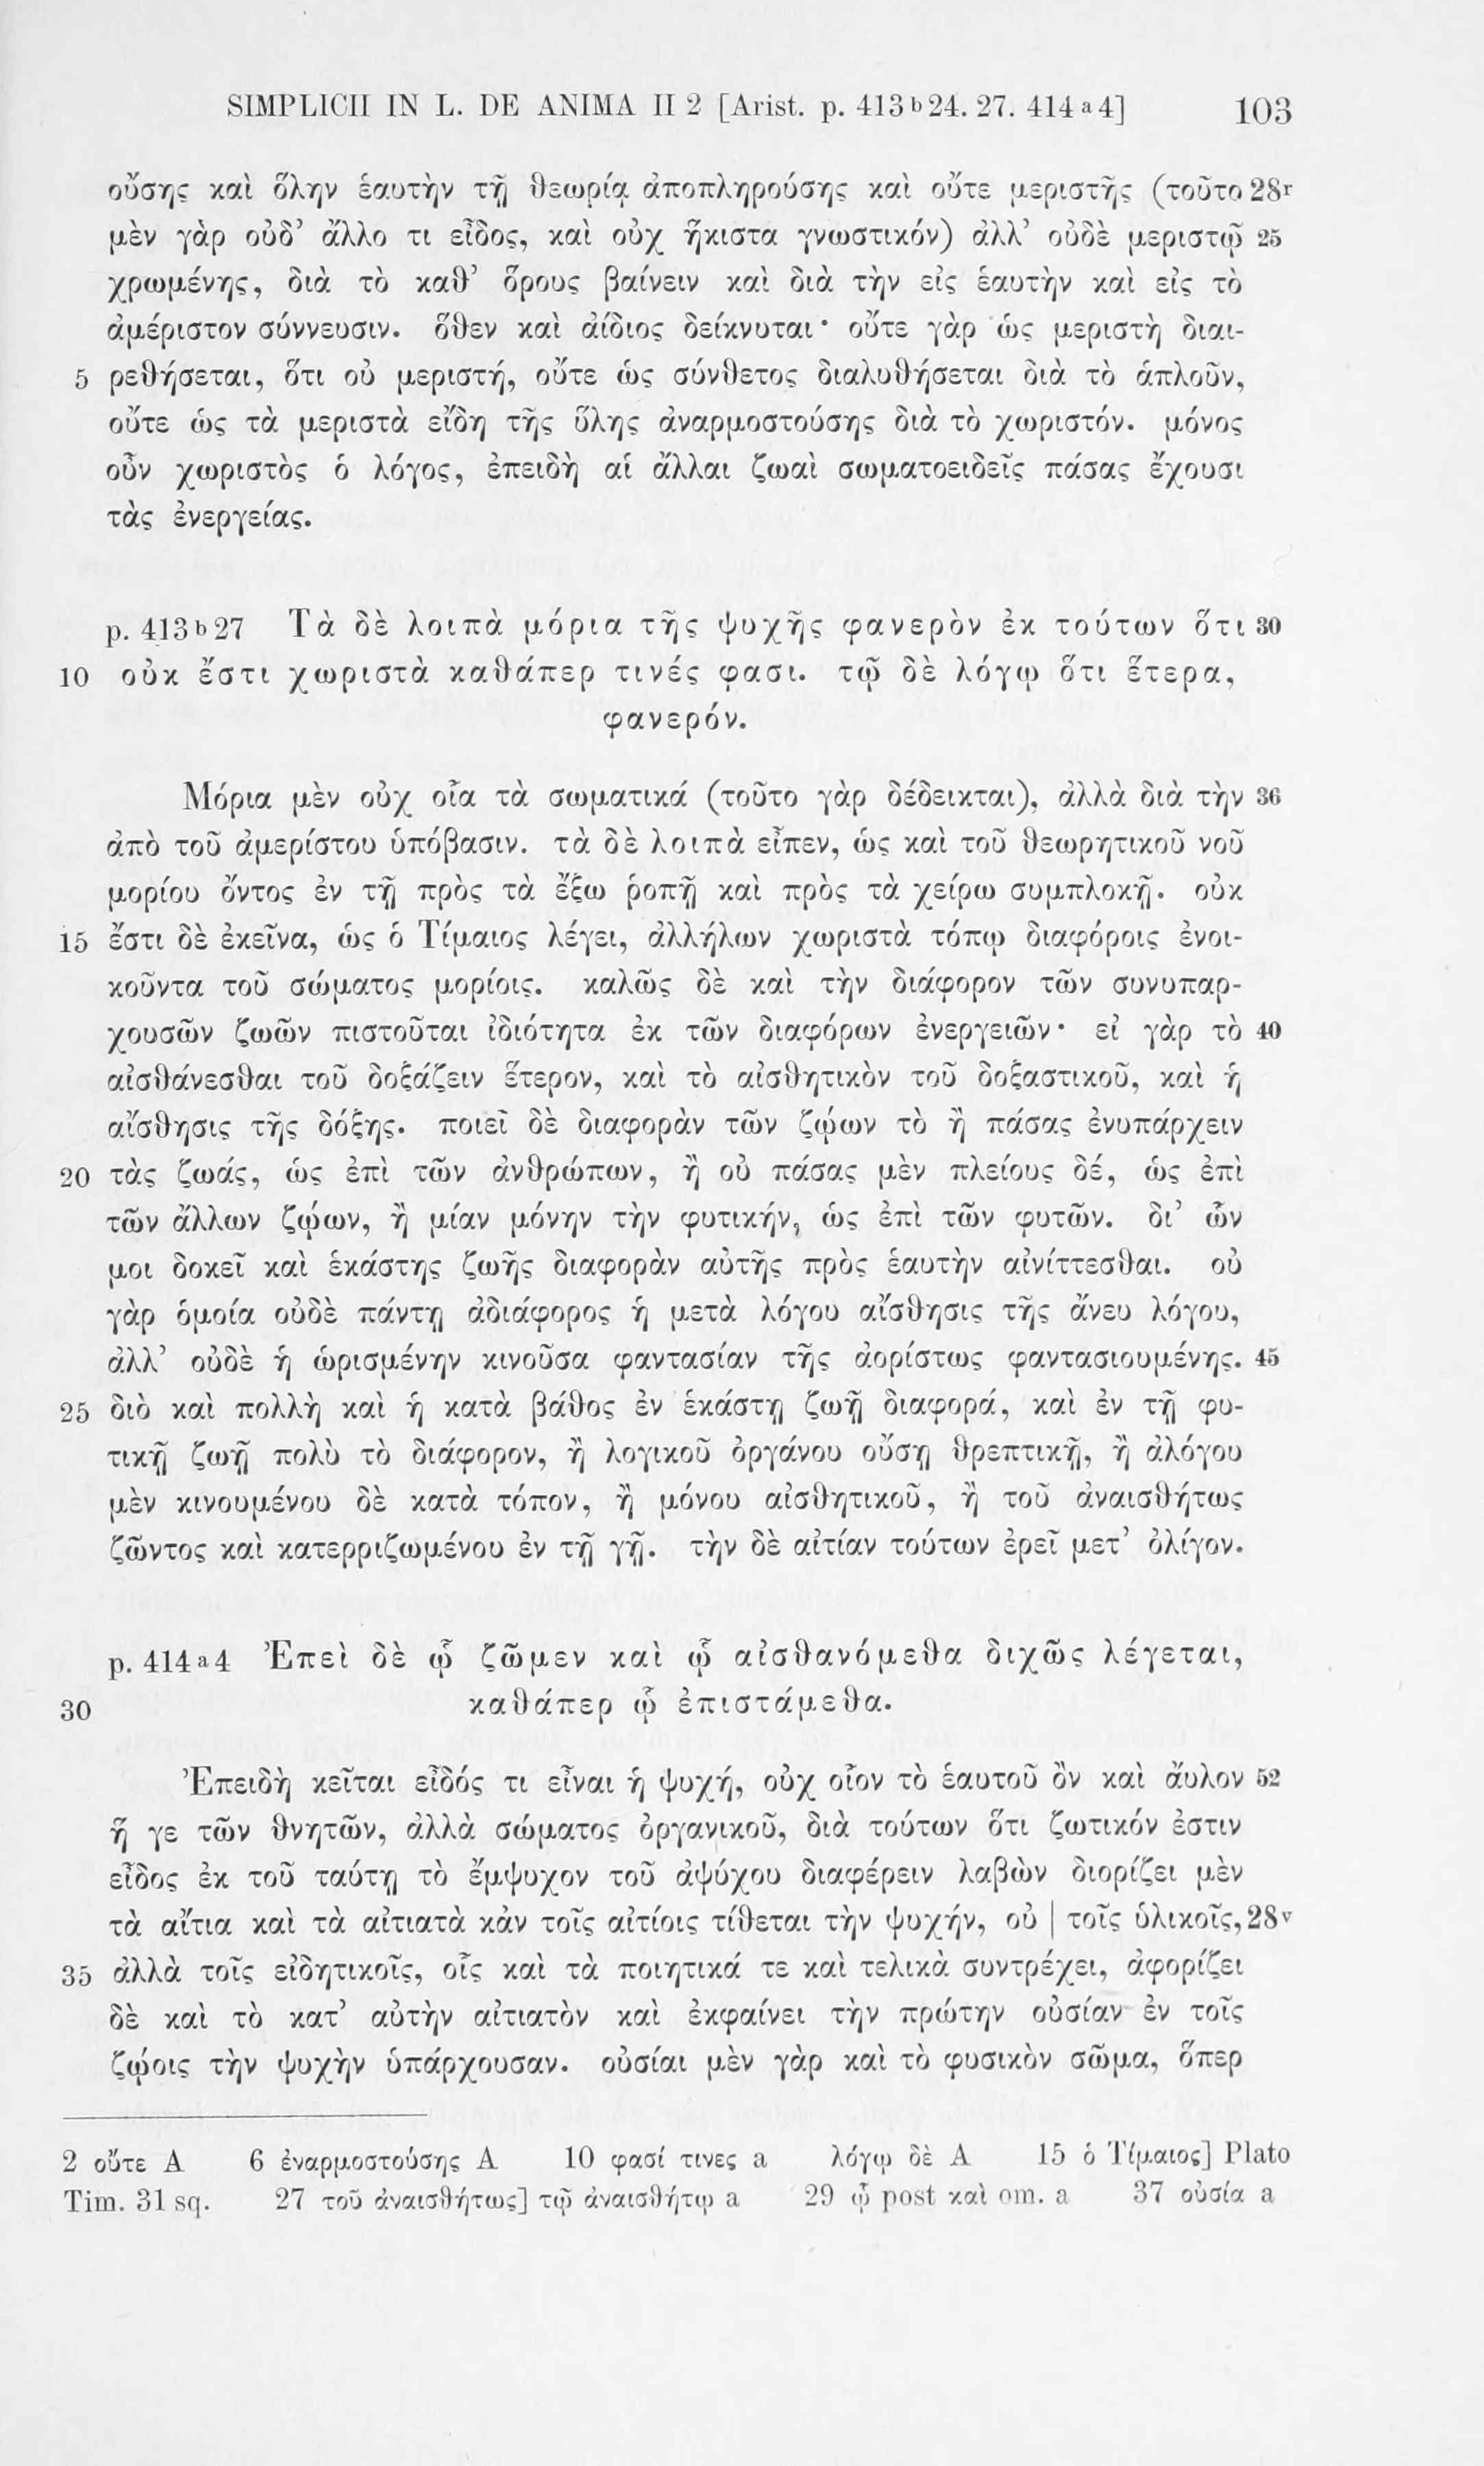 SIMPLICII IN L. DE ANIMA II 2 [Arist. p. 413 b 24. 27. 414 a 4] 103
οὔσης καὶ ὅλην ἑαυτὴν τῇ θεωρίᾳ ἀποπληρούσης καὶ οὔτε μεριστῆς (τοῦτο 28r
μὲν γὰρ οὐδ’ ἄλλο τι εἶδος, καὶ οὐχ ἥκιστα γνωστικόν) ἀλλ’ οὐδὲ μεριστῷ 25
χρωμένης, διὰ τὸ καθ’ ὅρους βαίνειν καὶ διὰ τὴν εἰς ἑαυτὴν καὶ εἰς τὸ
ἀμέριστον σύννευσιν. ὅθεν καὶ ἀίδιος δείκνυται· οὔτε γὰρ ὡς μεριστὴ διαι-
5 ρεθήσεται, ὅτι οὐ μεριστή, οὔτε ὡς σύνθετος διαλυθήσεται διὰ τὸ ἁπλοῦν,
οὔτε ὡς τὰ μεριστὰ εἴδη τῆς ὕλης ἀναρμοστούσης διὰ τὸ χωριστόν. μόνος
οὖν χωριστὸς ὁ λόγος, ἐπειδὴ αἱ ἄλλαι ζωαὶ σωματοειδεῖς πάσας ἔχουσι
τὰς ἐνεργείας.
p. 413 b 27 Τὰ δὲ λοιπὰ μόρια τῆς ψυχῆς φανερὸν ἐκ τούτων ὅτι 30
10 οὐκ ἔστι χωριστὰ καθάπερ τινές φασι. τῷ δὲ λόγῳ ὅτι ἕτερα,
φανερόν.
Μόρια μὲν οὐχ οἷα τὰ σωματικά (τοῦτο γὰρ δέδεικται), ἀλλὰ διὰ τὴν 36
ἀπὸ τοῦ ἀμερίστου ὑπόβασιν. τὰ δὲ λοιπὰ εἶπεν, ὡς καὶ τοῦ θεωρητικοῦ νοῦ
μορίου ὄντος ἐν τῇ πρὸς τὰ ἔξω ῥοπῇ καὶ πρὸς τὰ χείρω συμπλοκῇ. οὐκ
15 ἔστι δὲ ἐκεῖνα, ὡς ὁ Τίμαιος λέγει, ἀλλήλων χωριστὰ τόπῳ διαφόροις ἐνοι-
κοῦντα τοῦ σώματος μορίοις. καλῶς δὲ καὶ τὴν διάφορον τῶν συνυπαρ-
χουσῶν ζωῶν πιστοῦται ἰδιότητα ἐκ τῶν διαφόρων ἐνεργειῶν· εἰ γὰρ τὸ 40
αἰσθάνεσθαι τοῦ δοξάζειν ἕτερον, καὶ τὸ αἰσθητικὸν τοῦ δοξαστικοῦ, καὶ ἡ
αἴσθησις τῆς δόξης. ποιεῖ δὲ διαφορὰν τῶν ζῴων τὸ ἢ πάσας ἐνυπάρχειν
20 τὰς ζωάς, ὡς ἐπὶ τῶν ἀνθρώπων, ἢ οὐ πάσας μὲν πλείους δέ, ὡς ἐπὶ
τῶν ἄλλων ζῴων, ἢ μίαν μόνην τὴν φυτικήν, ὡς ἐπὶ τῶν φυτῶν. δι’ ὧν
μοι δοκεῖ καὶ ἑκάστης ζωῆς διαφορὰν αὐτῆς πρὸς ἑαυτὴν αἰνίττεσθαι. οὐ
γὰρ ὁμοία οὐδὲ πάντῃ ἀδιάφορος ἡ μετὰ λόγου αἴσθησις τῆς ἄνευ λόγου,
ἀλλ’ οὐδὲ ἡ ὡρισμένην κινοῦσα φαντασίαν τῆς ἀορίστως φαντασιουμένης. 45
25 διὸ καὶ πολλὴ καὶ ἡ κατὰ βάθος ἐν ἑκάστῃ ζωῇ διαφορά, καὶ ἐν τῇ φυ-
τικῇ ζωῇ πολὺ τὸ διάφορον, ἢ λογικοῦ ὀργάνου οὔσῃ θρεπτικῇ, ἢ ἀλόγου
μὲν κινουμένου δὲ κατὰ τόπον, ἢ μόνου αἰσθητικοῦ, ἢ τοῦ ἀναισθήτως
ζῶντος καὶ κατερριζωμένου ἐν τῇ γῇ. τὴν δὲ αἰτίαν τούτων ἐρεῖ μετ’ ὀλίγον.
p. 414 a 4 Ἐπεὶ δὲ ᾧ ζῶμεν καὶ ᾧ αἰσθανόμεθα διχῶς λέγεται,
30 καθάπερ ᾧ ἐπιστάμεθα.
Ἐπειδὴ κεῖται εἶδός τι εἶναι ἡ ψυχή, οὐχ οἷον τὸ ἑαυτοῦ ὂν καὶ ἄυλον 52
ἥ γε τῶν θνητῶν, ἀλλὰ σώματος ὀργανικοῦ, διὰ τούτων ὅτι ζωτικόν ἐστιν
εἶδος ἐκ τοῦ ταύτῃ τὸ ἔμψυχον τοῦ ἀψύχου διαφέρειν λαβὼν διορίζει μὲν
τὰ αἴτια καὶ τὰ αἰτιατὰ κἀν τοῖς αἰτίοις τίθεται τὴν ψυχήν, οὐ | τοῖς ὑλικοῖς, 28v
35 ἀλλὰ τοῖς εἰδητικοῖς, οἷς καὶ τὰ ποιητικά τε καὶ τελικὰ συντρέχει, ἀφορίζει
δὲ καὶ τὸ κατ’ αὐτὴν αἰτιατὸν καὶ ἐκφαίνει τὴν πρώτην οὐσίαν ἐν τοῖς
ζῴοις τὴν ψυχὴν ὑπάρχουσαν. οὐσίαι μὲν γὰρ καὶ τὸ φυσικὸν σῶμα, ὅπερ
2 οὔτε A 6 ἐναρμοστούσης A 10 φασί τινες a λόγῳ δὲ A 15 ὁ Τίμαιος] Plato
Tim. 31 sq. 27 τοῦ ἀναισθήτως] τῷ ἀναισθήτῳ a 29 ᾧ post καὶ om. a 37 οὐσία a